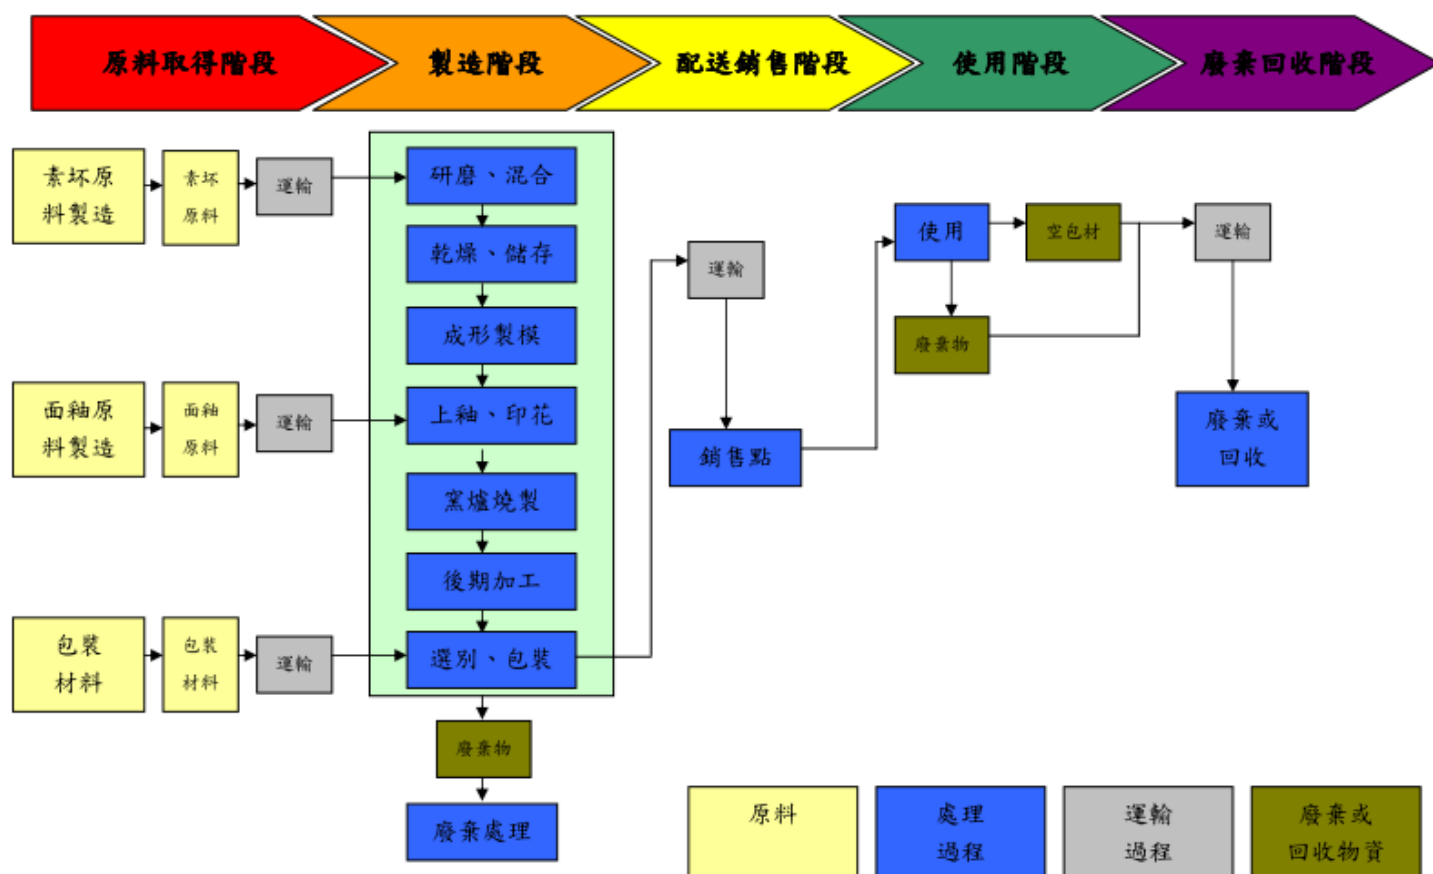 原料取得階段
製造階段
配送銷售階段
使用階段
廢棄回收階段
素坏原
料製造
素坏
原料
運輸
研磨、混合
乾燥、儲存
成形製模
面釉原
料製造
面釉
原料
運輸
上釉、印花
窯爐燒製
後期加工
包裝
材料
包裝
材料
運輸
選別、包裝
廢棄物
廢棄處理
運輸
銷售點
使用
空包材
廢棄物
運輸
廢棄或
回收
原料
處理
過程
運輸
過程
廢棄或
回收物資